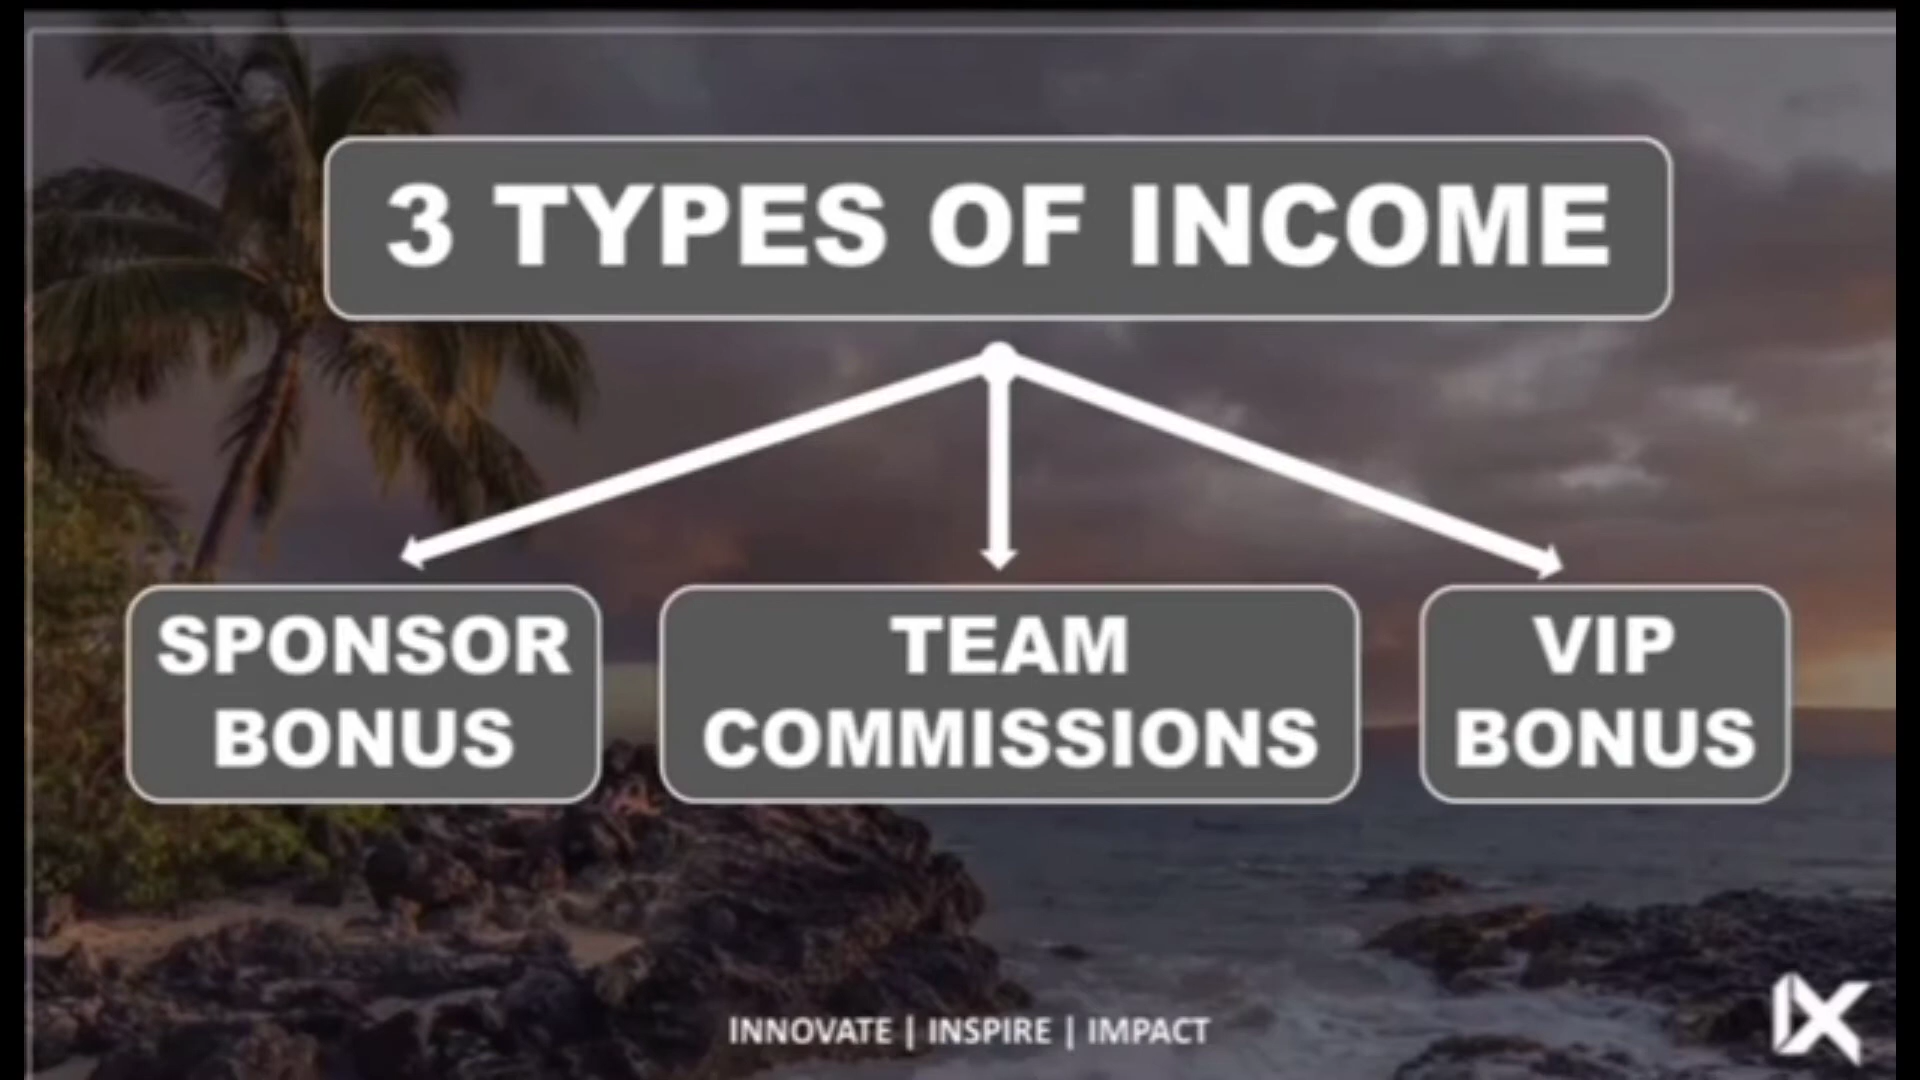 3 TYPES OF INCOME
SPONSOR
BONUS
TEAM
COMMISSIONS
VIP
BONUS
INNOVATE | INSPIRE | IMPACT
IX